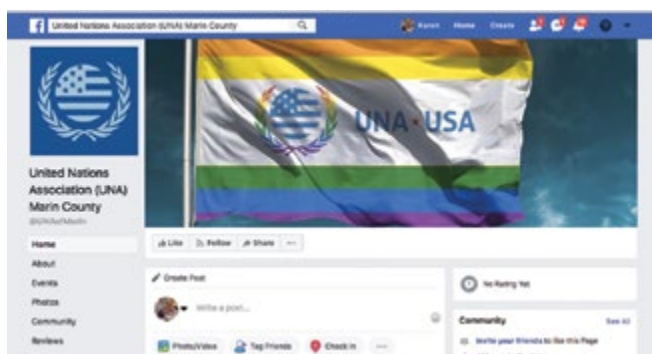 United Nations Association (UNA) Marin County
Karen Home Create
UNA USA
United Nations
Association (UNA)
Marin County
Like Follow Share ...
Home
About
Events
Photos
Community
Reviews
Create Post
Write a post...
Photo/Video Tag Friends Check in ...
No Rating Yet
Community See All
Invite your friends to like this Page